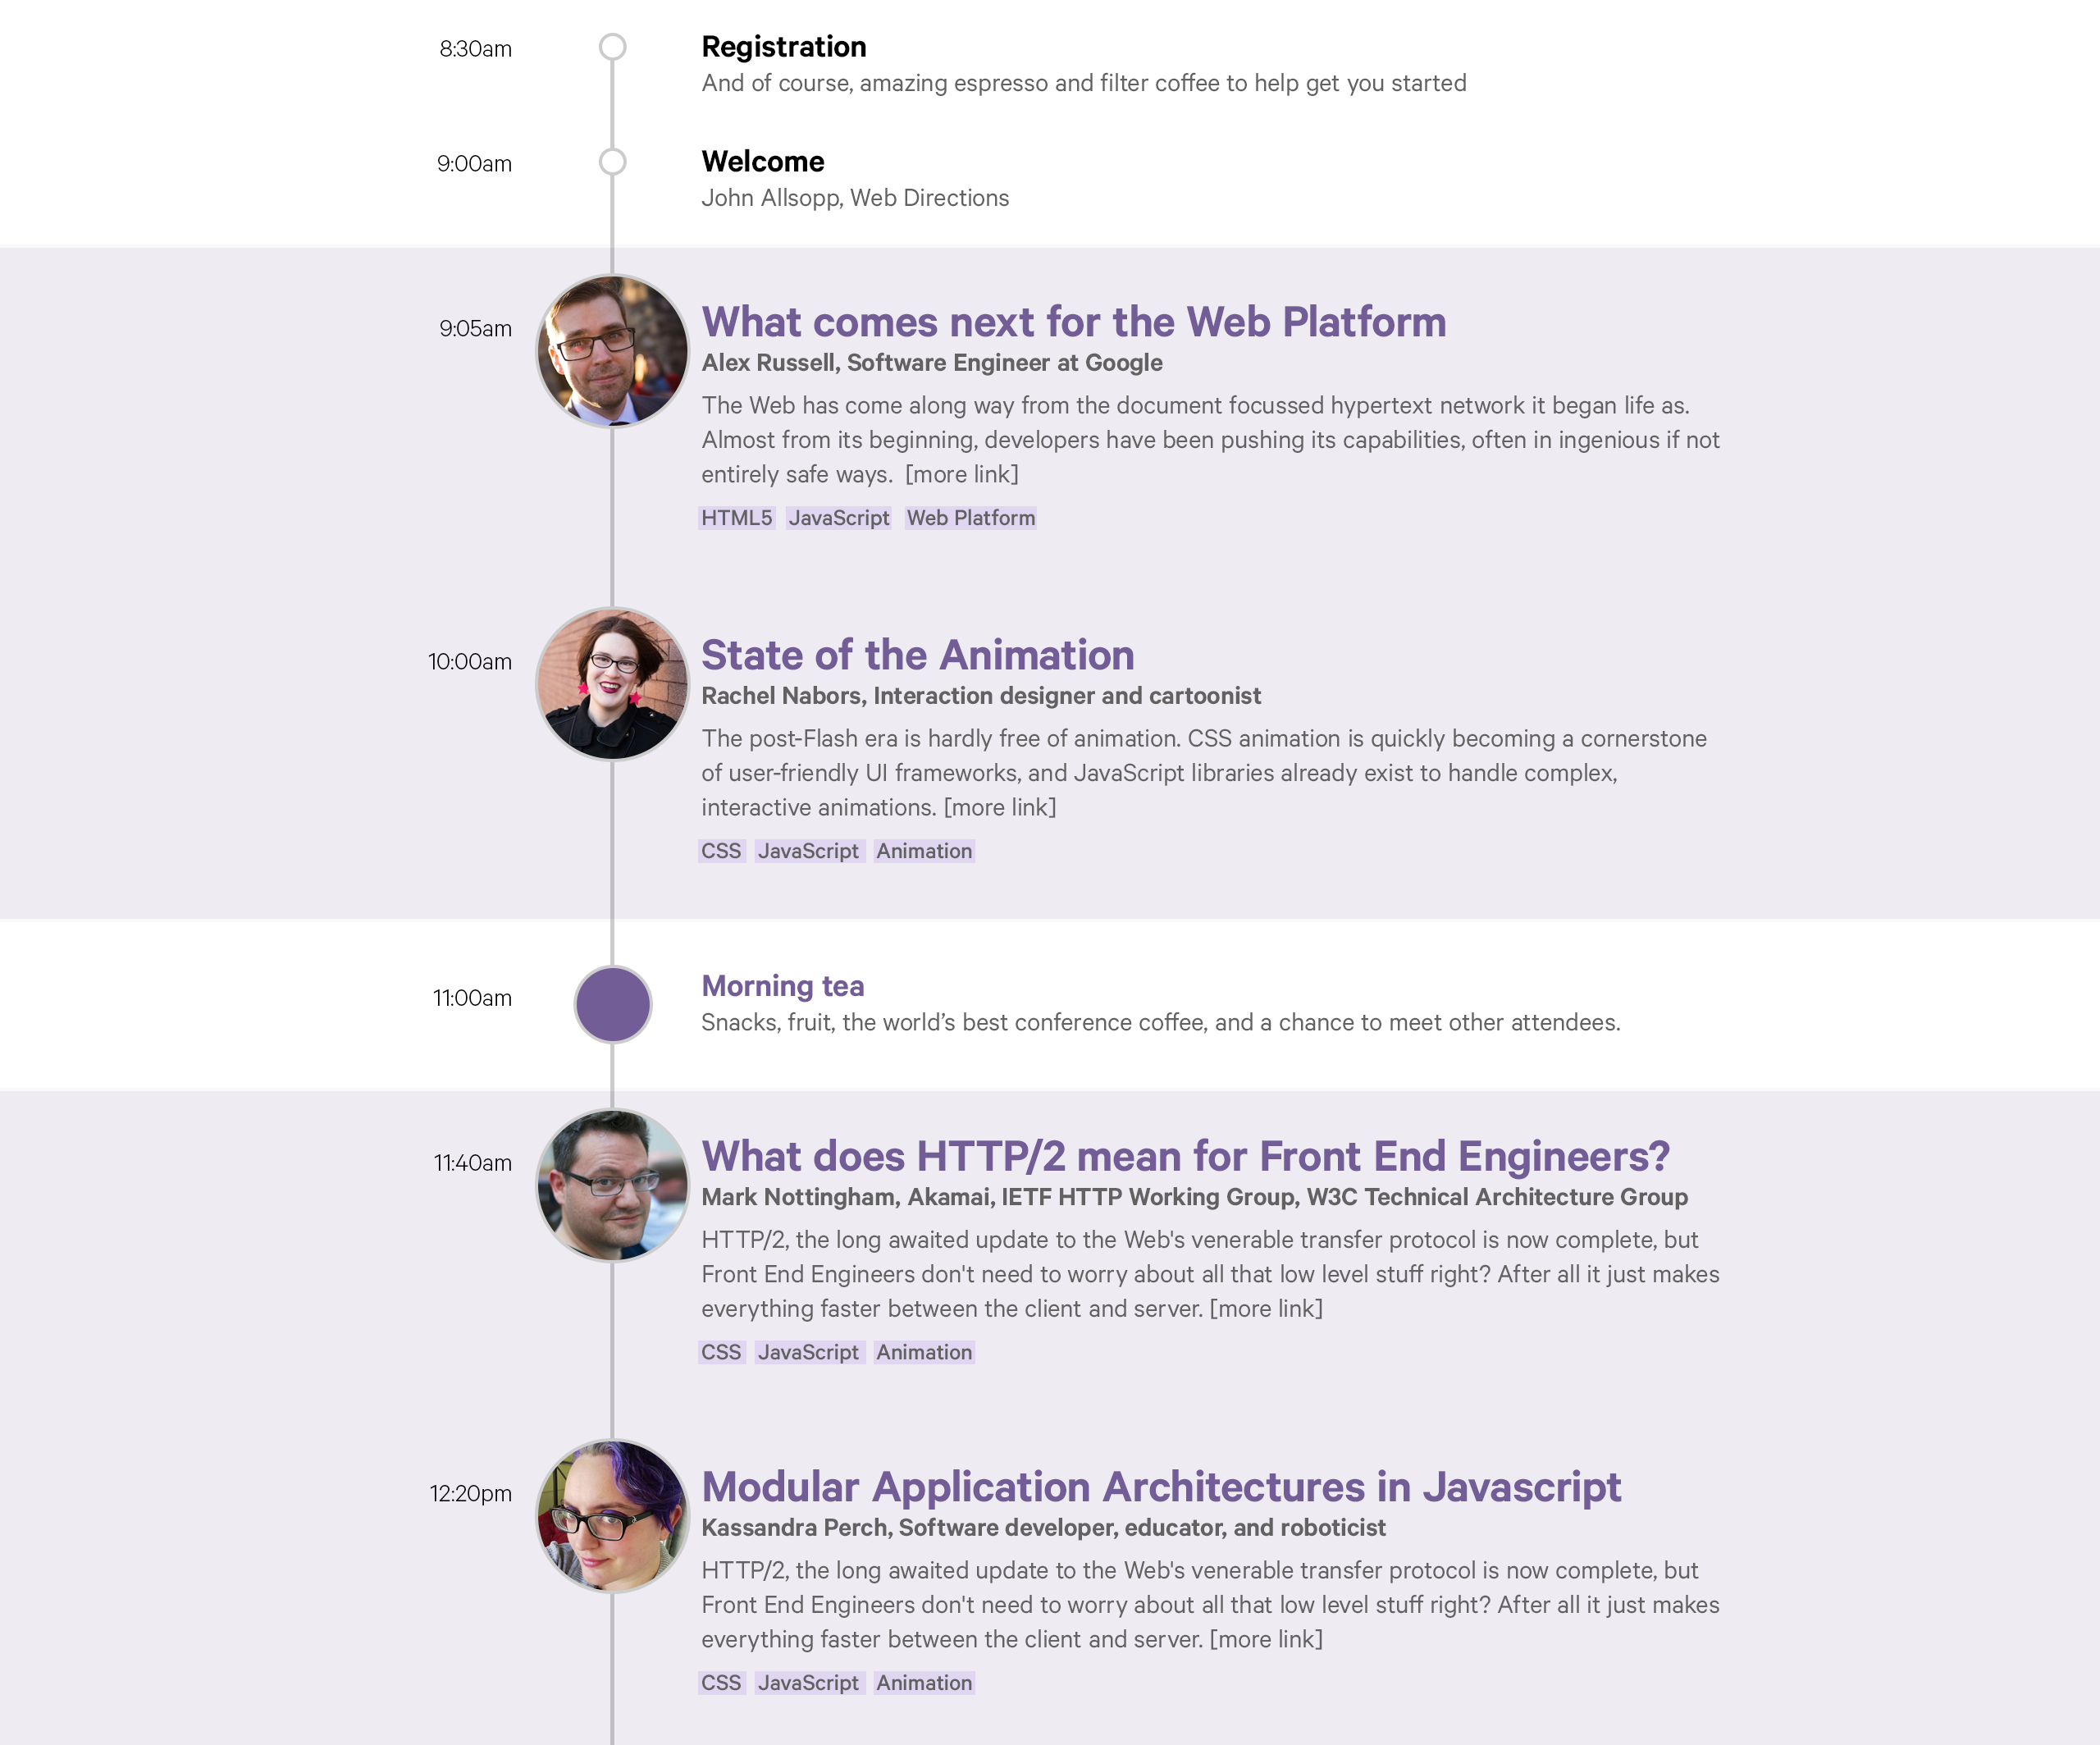 8:30am
Registration
And of course, amazing espresso and filter coffee to help get you started
9:00am
Welcome
John Allsopp, Web Directions
9:05am
What comes next for the Web Platform
Alex Russell, Software Engineer at Google
The Web has come along way from the document focussed hypertext network it began life as.
Almost from its beginning, developers have been pushing its capabilities, often in ingenious if not
entirely safe ways.  [more link]
HTML5 JavaScript Web Platform
10:00am
State of the Animation
Rachel Nabors, Interaction designer and cartoonist
The post-Flash era is hardly free of animation. CSS animation is quickly becoming a cornerstone
of user-friendly UI frameworks, and JavaScript libraries already exist to handle complex,
interactive animations. [more link]
CSS JavaScript Animation
11:00am
Morning tea
Snacks, fruit, the world’s best conference coffee, and a chance to meet other attendees.
11:40am
What does HTTP/2 mean for Front End Engineers?
Mark Nottingham, Akamai, IETF HTTP Working Group, W3C Technical Architecture Group
HTTP/2, the long awaited update to the Web's venerable transfer protocol is now complete, but
Front End Engineers don't need to worry about all that low level stuff right? After all it just makes
everything faster between the client and server. [more link]
CSS JavaScript Animation
12:20pm
Modular Application Architectures in Javascript
Kassandra Perch, Software developer, educator, and roboticist
HTTP/2, the long awaited update to the Web's venerable transfer protocol is now complete, but
Front End Engineers don't need to worry about all that low level stuff right? After all it just makes
everything faster between the client and server. [more link]
CSS JavaScript Animation